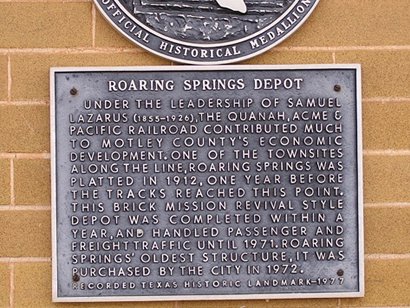 OFFICIAL HISTORICAL MEDALLION
ROARING SPRINGS DEPOT
UNDER THE LEADERSHIP OF SAMUEL
LAZARUS (1855-1926), THE QUANAH, ACME &
PACIFIC RAILROAD CONTRIBUTED MUCH
TO MOTLEY COUNTY'S ECONOMIC
DEVELOPMENT. ONE OF THE TOWNSITES
ALONG THE LINE, ROARING SPRINGS WAS
PLATTED IN 1912, ONE YEAR BEFORE
THE TRACKS REACHED THIS POINT.
THIS BRICK MISSION REVIVAL STYLE
DEPOT WAS COMPLETED WITHIN A
YEAR, AND HANDLED PASSENGER AND
FREIGHT TRAFFIC UNTIL 1971. ROARING
SPRINGS' OLDEST STRUCTURE, IT WAS
PURCHASED BY THE CITY IN 1972.
RECORDED TEXAS HISTORIC LANDMARK-1977